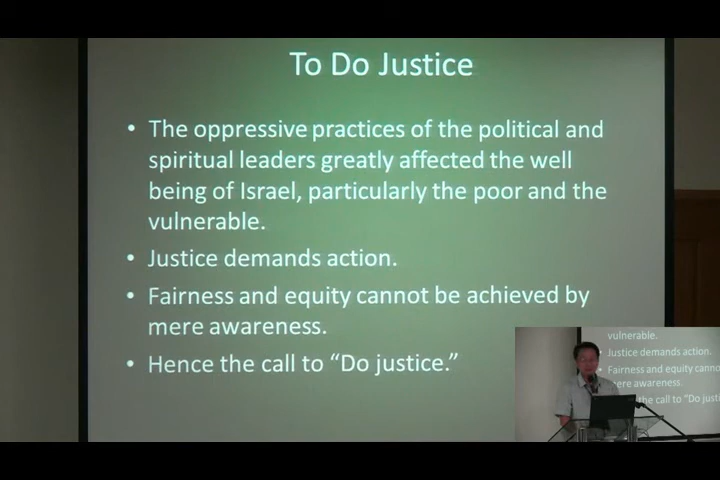 To Do Justice
• The oppressive practices of the political and
spiritual leaders greatly affected the well
being of Israel, particularly the poor and the
vulnerable.
• Justice demands action.
• Fairness and equity cannot be achieved by
mere awareness.
• Hence the call to “Do justice.”
vulnerable.
• Justice demands action.
• Fairness and equity canno
mere awareness.
the call to “Do justi